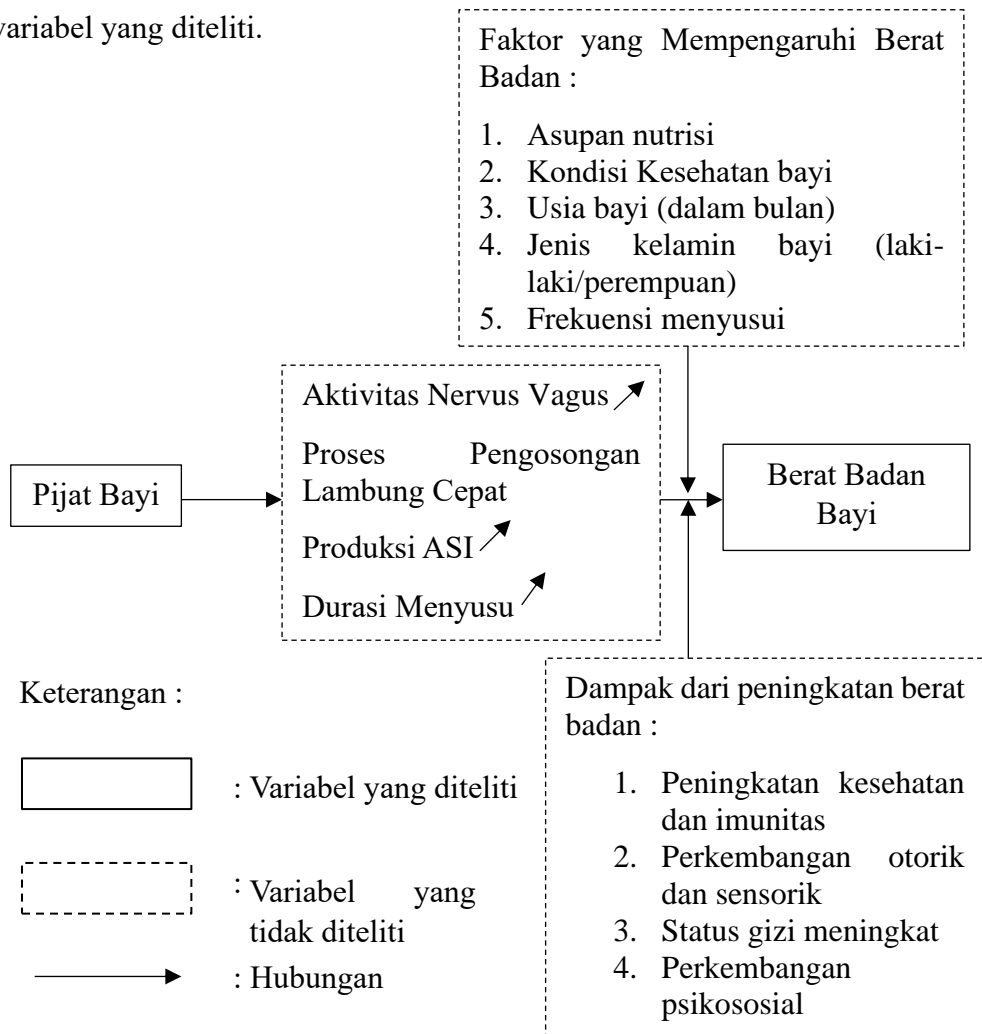 variabel yang diteliti.
Faktor yang Mempengaruhi Berat
Badan :
1. Asupan nutrisi
2. Kondisi Kesehatan bayi
3. Usia bayi (dalam bulan)
4. Jenis kelamin bayi (laki-
laki/perempuan)
5. Frekuensi menyusui
Pijat Bayi
Aktivitas Nervus Vagus
Proses Pengosongan
Lambung Cepat
Produksi ASI
Durasi Menyusu
Berat Badan
Bayi
Dampak dari peningkatan berat
badan :
1. Peningkatan kesehatan
dan imunitas
2. Perkembangan otorik
dan sensorik
3. Status gizi meningkat
4. Perkembangan
psikososial
Keterangan :
: Variabel yang diteliti
: Variabel yang
tidak diteliti
: Hubungan